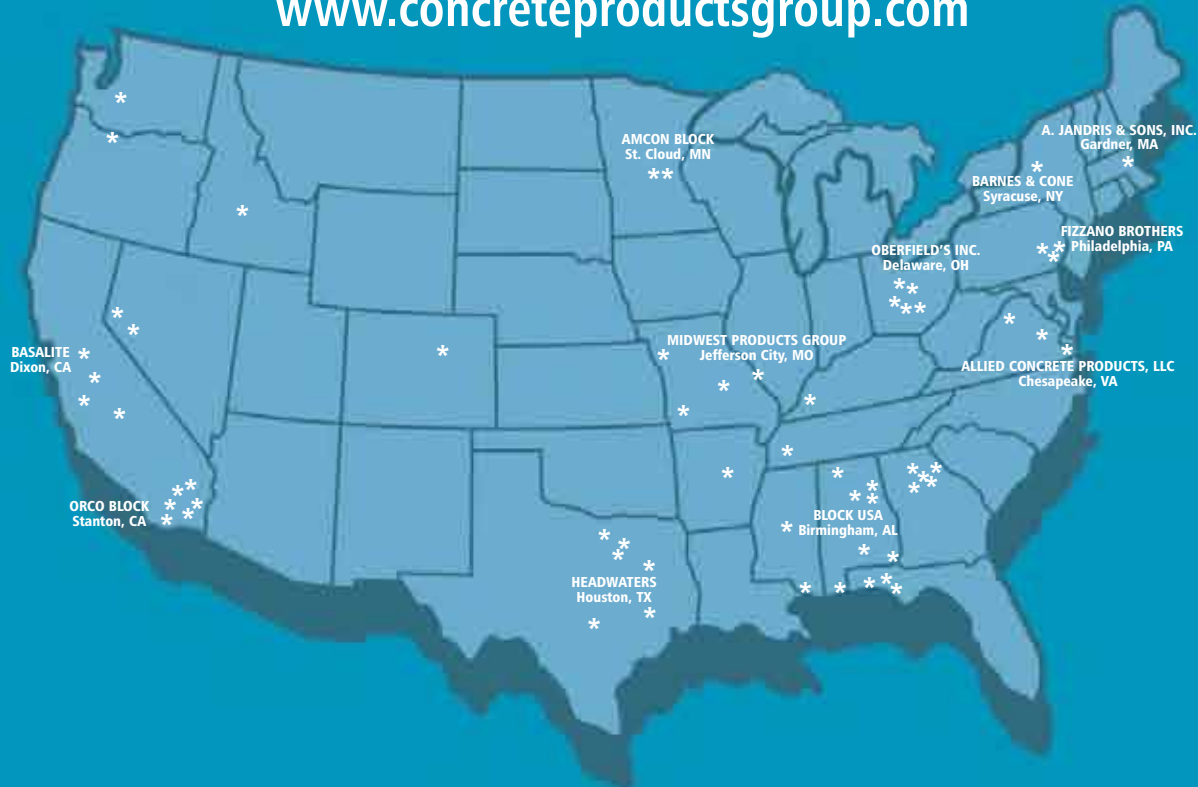 www.concreteproductsgroup.com
AMCON BLOCK
St. Cloud, MN
**
A. JANDRIS & SONS, INC.
Gardner, MA
BARNES & CONE
Syracuse, NY
FIZZANO BROTHERS
Philadelphia, PA
OBERFIELD'S INC.
Delaware, OH
MIDWEST PRODUCTS GROUP
Jefferson City, MO
BASALITE
Dixon, CA
ALLIED CONCRETE PRODUCTS, LLC
Chesapeake, VA
ORCO BLOCK
Stanton, CA
BLOCK USA
Birmingham, AL
HEADWATERS
Houston, TX